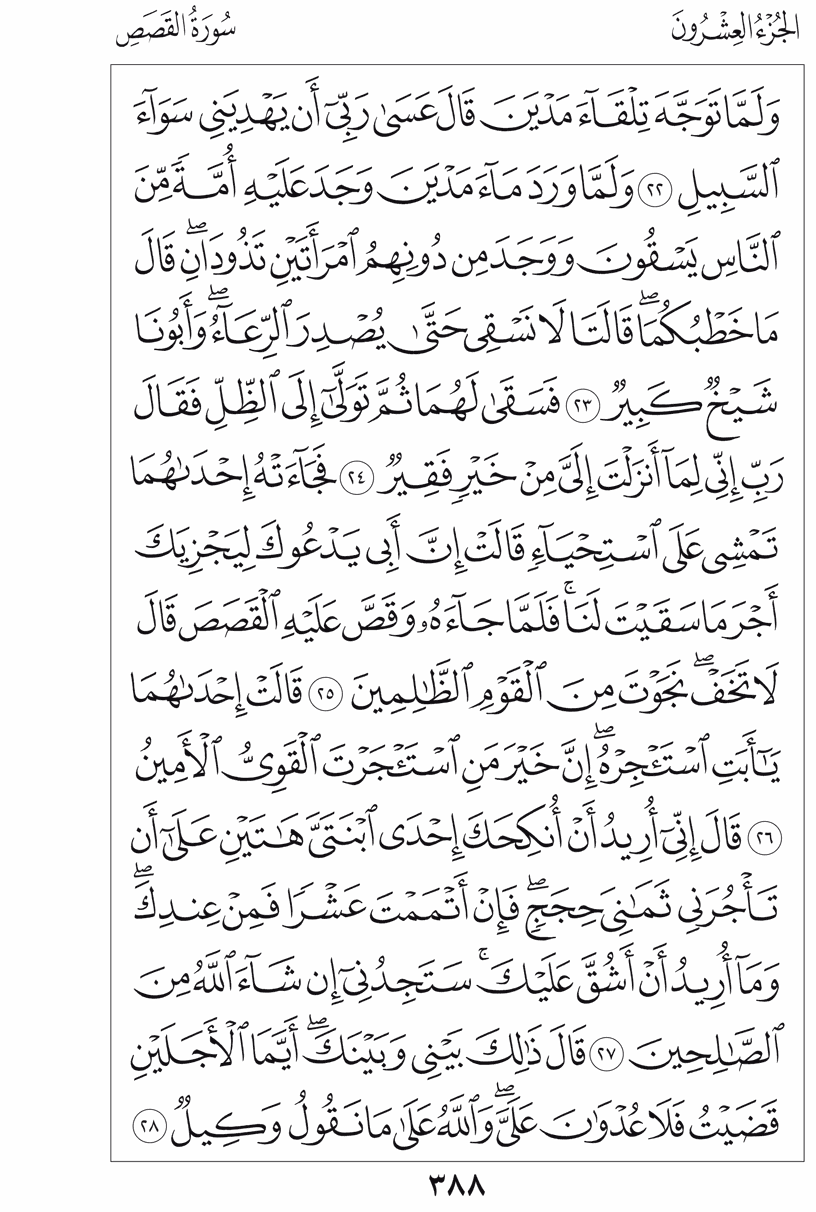 الجُزْءُ العِشْرُونَ
سُورَةُ القَصَصِ
وَلَمَّا تَوَجَّهَ تِلْقَآءَ مَدْيَنَ قَالَ عَسَىٰ رَبِّىٓ أَن يَهْدِيَنِى سَوَآءَ
ٱلسَّبِيلِ ٢٢ وَلَمَّا وَرَدَ مَآءَ مَدْيَنَ وَجَدَ عَلَيْهِ أُمَّةً مِّنَ
ٱلنَّاسِ يَسْقُونَ وَوَجَدَ مِن دُونِهِمُ ٱمْرَأَتَيْنِ تَذُودَانِۖ قَالَ
مَا خَطْبُكُمَاۖ قَالَتَا لَا نَسْقِى حَتَّىٰ يُصْدِرَ ٱلرِّعَآءُۖ وَأَبُونَا
شَيْخٌ كَبِيرٌ ٢٣ فَسَقَىٰ لَهُمَا ثُمَّ تَوَلَّىٰٓ إِلَى ٱلظِّلِّ فَقَالَ
رَبِّ إِنِّى لِمَآ أَنزَلْتَ إِلَىَّ مِنْ خَيْرٍ فَقِيرٌ ٢٤ فَجَآءَتْهُ إِحْدَىٰهُمَا
تَمْشِى عَلَى ٱسْتِحْيَآءٍ قَالَتْ إِنَّ أَبِى يَدْعُوكَ لِيَجْزِيَكَ
أَجْرَ مَا سَقَيْتَ لَنَاۚ فَلَمَّا جَآءَهُۥ وَقَصَّ عَلَيْهِ ٱلْقَصَصَ قَالَ
لَا تَخَفْۖ نَجَوْتَ مِنَ ٱلْقَوْمِ ٱلظَّٰلِمِينَ ٢٥ قَالَتْ إِحْدَىٰهُمَا
يَٰٓأَبَتِ ٱسْتَـْٔجِرْهُۖ إِنَّ خَيْرَ مَنِ ٱسْتَـْٔجَرْتَ ٱلْقَوِىُّ ٱلْأَمِينُ
٢٦ قَالَ إِنِّىٓ أُرِيدُ أَنْ أُنكِحَكَ إِحْدَى ٱبْنَتَىَّ هَٰتَيْنِ عَلَىٰٓ أَن
تَأْجُرَنِى ثَمَٰنِىَ حِجَجٍۖ فَإِنْ أَتْمَمْتَ عَشْرًا فَمِنْ عِندِكَۖ
وَمَآ أُرِيدُ أَنْ أَشُقَّ عَلَيْكَۚ سَتَجِدُنِىٓ إِن شَآءَ ٱللَّهُ مِنَ
ٱلصَّٰلِحِينَ ٢٧ قَالَ ذَٰلِكَ بَيْنِى وَبَيْنَكَۖ أَيَّمَا ٱلْأَجَلَيْنِ
قَضَيْتُ فَلَا عُدْوَٰنَ عَلَىَّۖ وَٱللَّهُ عَلَىٰ مَا نَقُولُ وَكِيلٌ ٢٨
٣٨٨